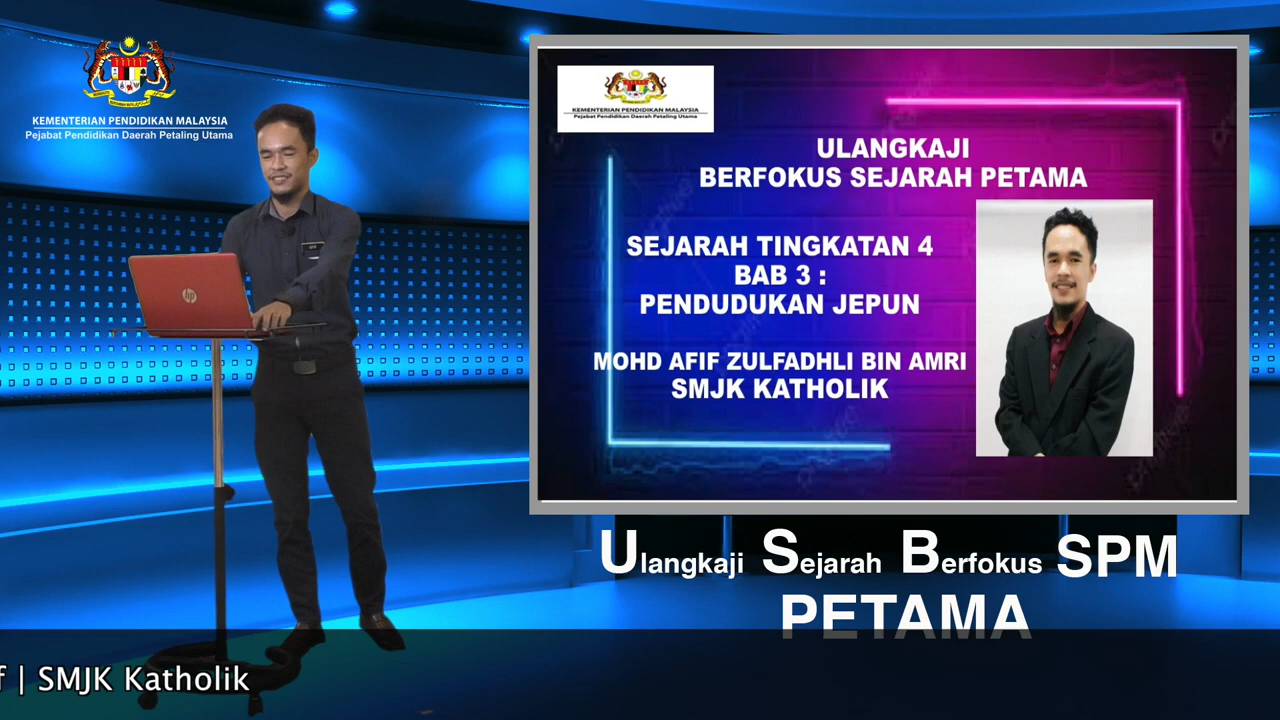 KEMENTERIAN PENDIDIKAN MALAYSIA
Pejabat Pendidikan Daerah Petaling Utama
KEMENTERIAN PENDIDIKAN MALAYSIA
Pejabat Pendidikan Daerah Petaling Utama
ULANGKAJI
BERFOKUS SEJARAH PETAMA
SEJARAH TINGKATAN 4
BAB 3 :
PENDUDUKAN JEPUN
MOHD AFIF ZULFADHLI BIN AMRI
SMJK KATHOLIK
hp
Ulangkaji Sejarah Berfokus SPM
PETAMA
f | SMJK Katholik